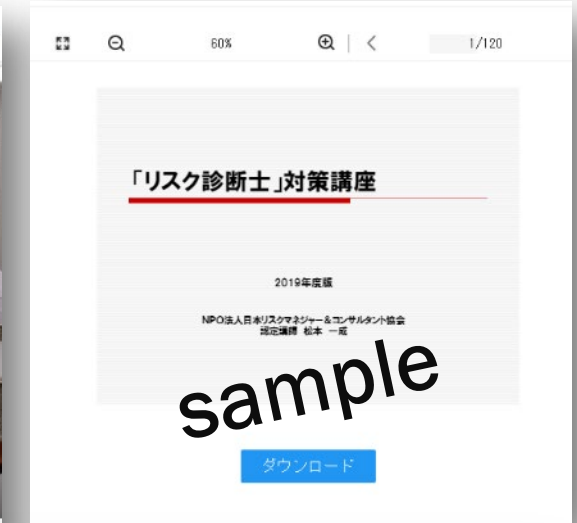 60%
1/120
「リスク診断士」対策講座
2019年度版
NPO法人日本リスクマネジャー＆コンサルタント協会
認定講師 松本 一成
sample
ダウンロード